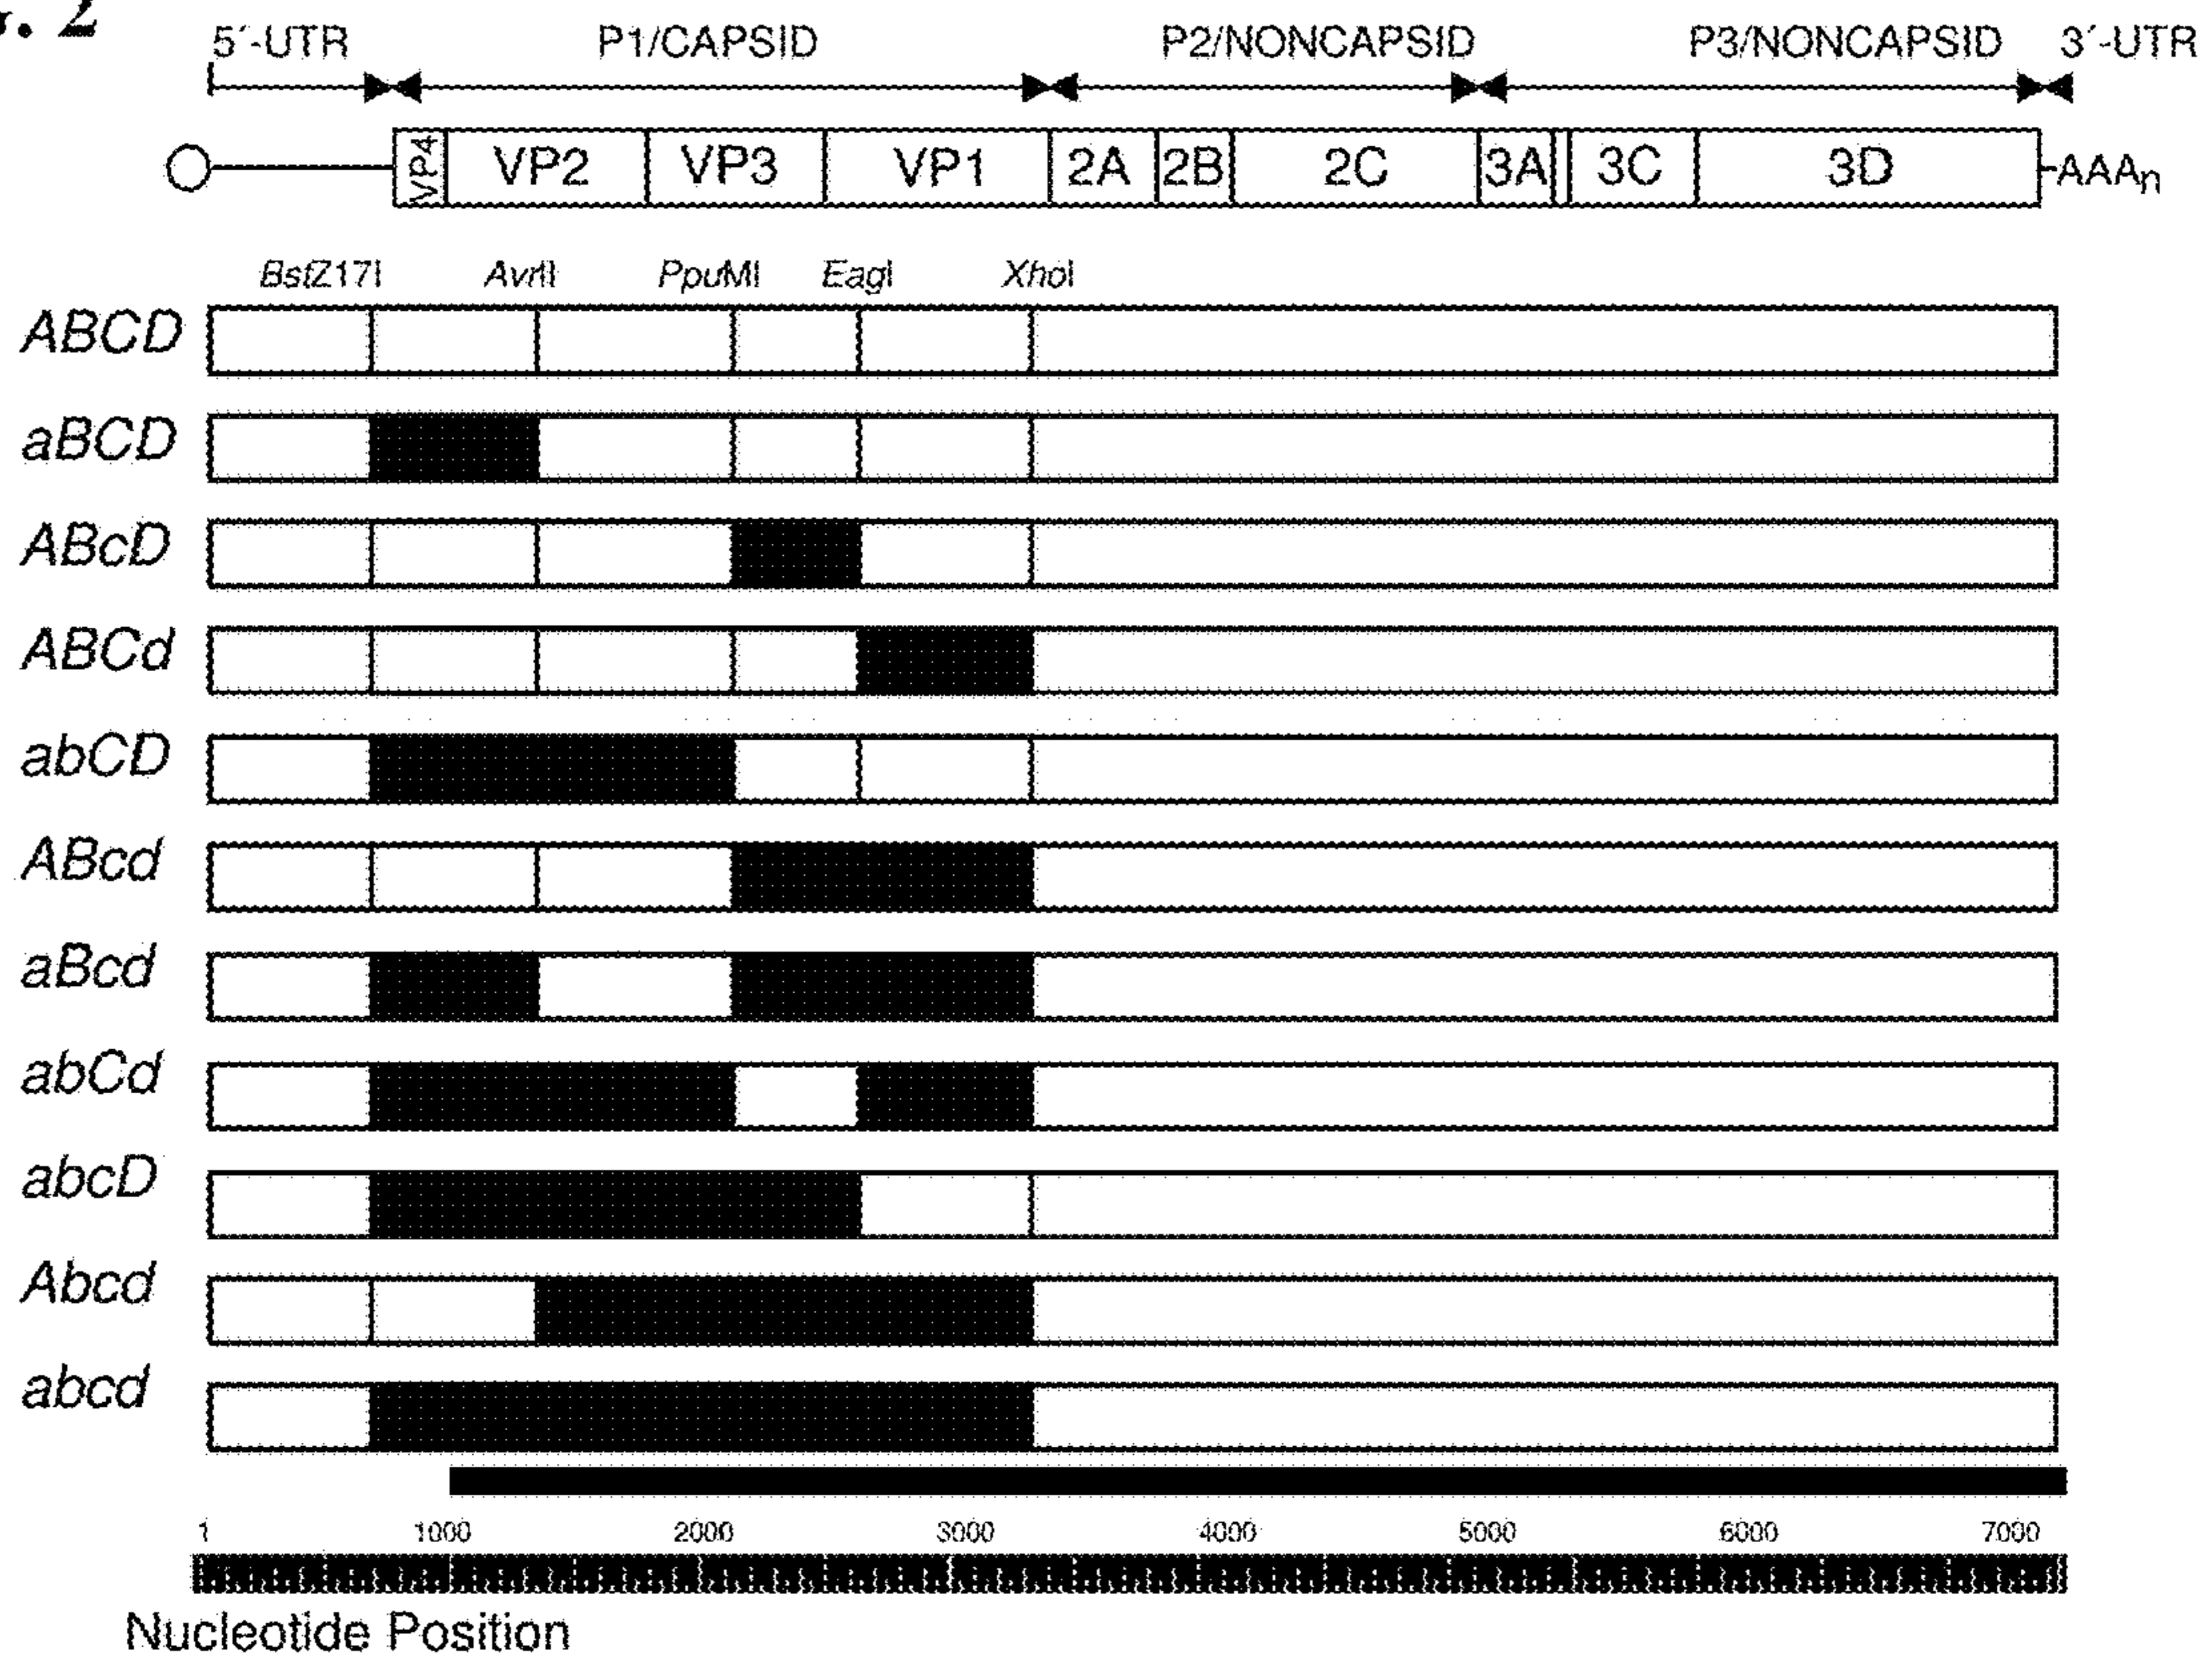 . 2
5´-UTR P1/CAPSID P2/NONCAPSID P3/NONCAPSID 3´-UTR
VP4 VP2 VP3 VP1 2A 2B 2C 3A 3C 3D -AAAn
BstZ17I AvrII PpuMI EagI XhoI
ABCD
aBCD
ABcD
ABCd
abCD
ABcd
aBcd
abCd
abcD
Abcd
abcd
1 1000 2000 3000 4000 5000 6000 7000
Nucleotide Position